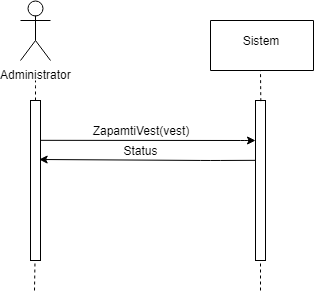 Sistem
Administrator
ZapamtiVest(vest)
Status